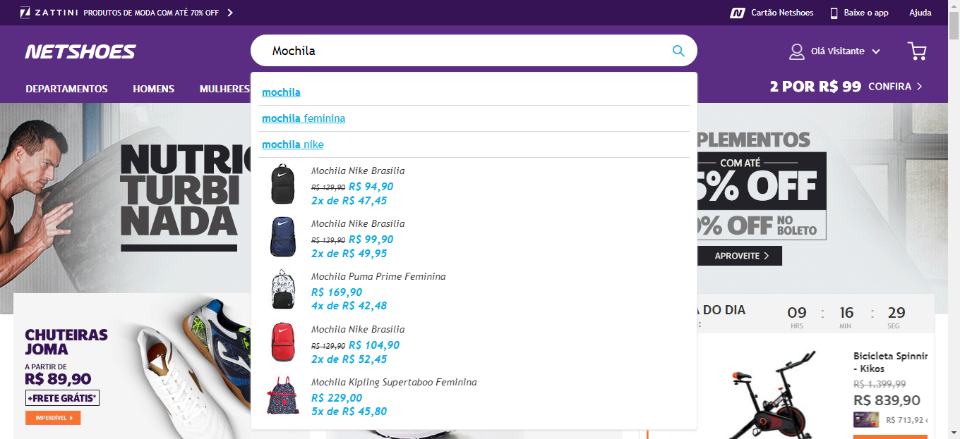 ZATTINI PRODUTOS DE MODA COM ATÉ 70% OFF
Cartão Netshoes
Baixe o app
Ajuda
NETSHOES
Mochila
Olá Visitante
DEPARTAMENTOS
HOMENS
MULHERES
2 POR R$ 99 CONFIRA
mochila
mochila feminina
mochila nike
Mochila Nike Brasilia
R$ 129,90 R$ 94,90
2x de R$ 47,45
Mochila Nike Brasilia
R$ 139,90 R$ 99,90
2x de R$ 49,95
Mochila Puma Prime Feminina
R$ 169,90
4x de R$ 42,48
Mochila Nike Brasilia
R$ 129,90 R$ 104,90
2x de R$ 52,45
Mochila Kipling Supertaboo Feminina
R$ 229,00
5x de R$ 45,80
TURBI
NADA
COM ATÉ
5% OFF
% OFF NO
BOLETO
APROVEITE
CHUTEIRAS
JOMA
A PARTIR DE
R$ 89,90
+FRETE GRÁTIS*
IMPERDÍVEL
DO DIA
09 : 16 : 29
HRS MIN SEG
Bicicleta Spinnin
- Kikos
R$ 1.399,99
R$ 839,90
R$ 713,92